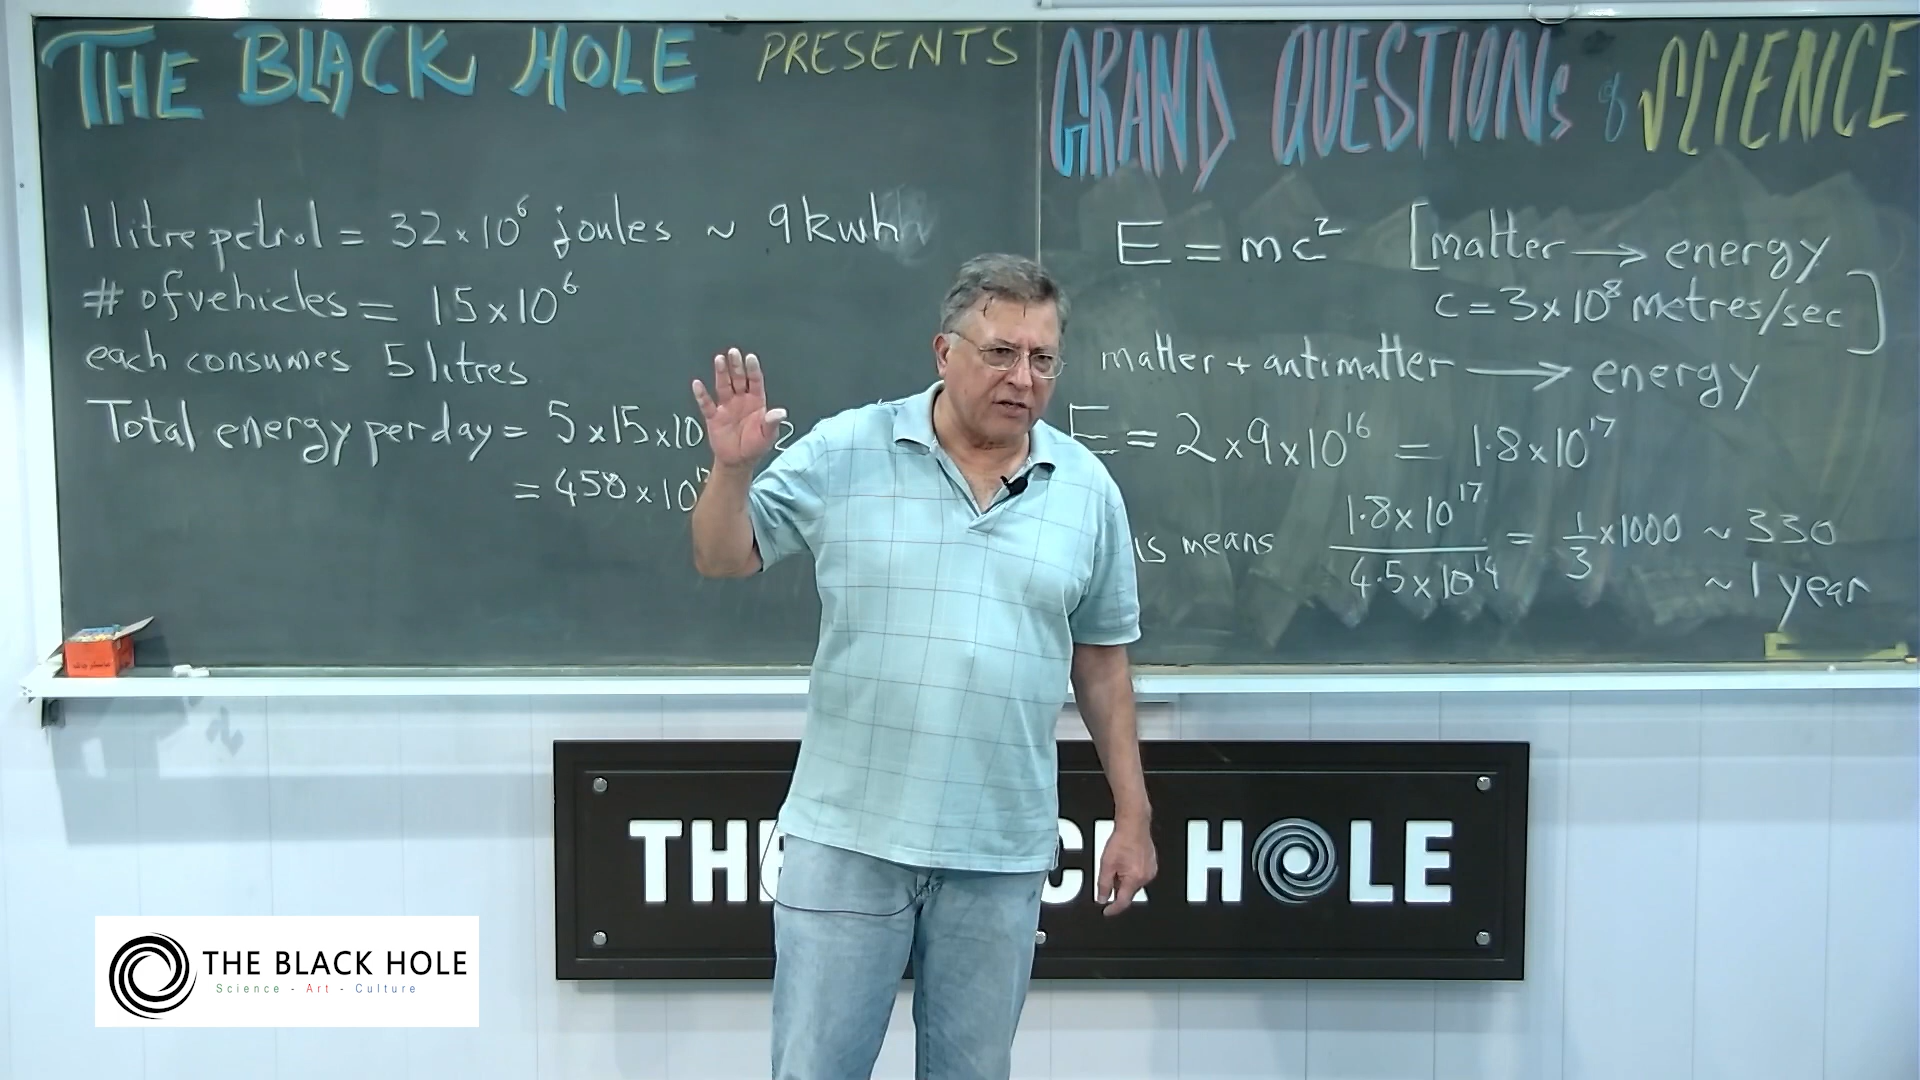 THE BLACK HOLE PRESENTS
GRAND QUESTIONs of SCIENCE
1 litre petrol = 32 × 10⁶ joules ~ 9 kwh
# of vehicles = 15 × 10⁶
each consumes 5 litres
Total energy per day = 5 × 15 × 10
= 450 × 10
E = mc² [matter → energy
c = 3 × 10⁸ metres/sec]
matter + antimatter → energy
E = 2 × 9 × 10¹⁶ = 1.8 × 10¹⁷
is means 1.8 × 10¹⁷ / 4.5 × 10¹⁴ = 1/3 × 1000 ~ 330
~ 1 year
THE CK HOLE
THE BLACK HOLE
Science - Art - Culture